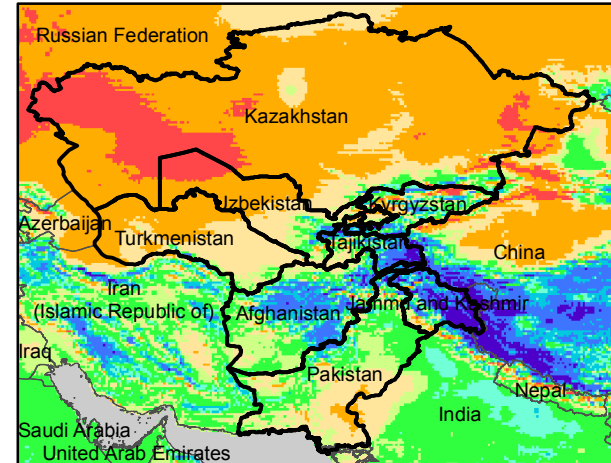 Russian Federation
Kazakhstan
Uzbekistan
Kyrgyzstan
Azerbaijan
Turkmenistan
Tajikistan
China
Iran
(Islamic Republic of)
Afghanistan
Jammu and Kashmir
Iraq
Pakistan
Nepal
India
Saudi Arabia
United Arab Emirates